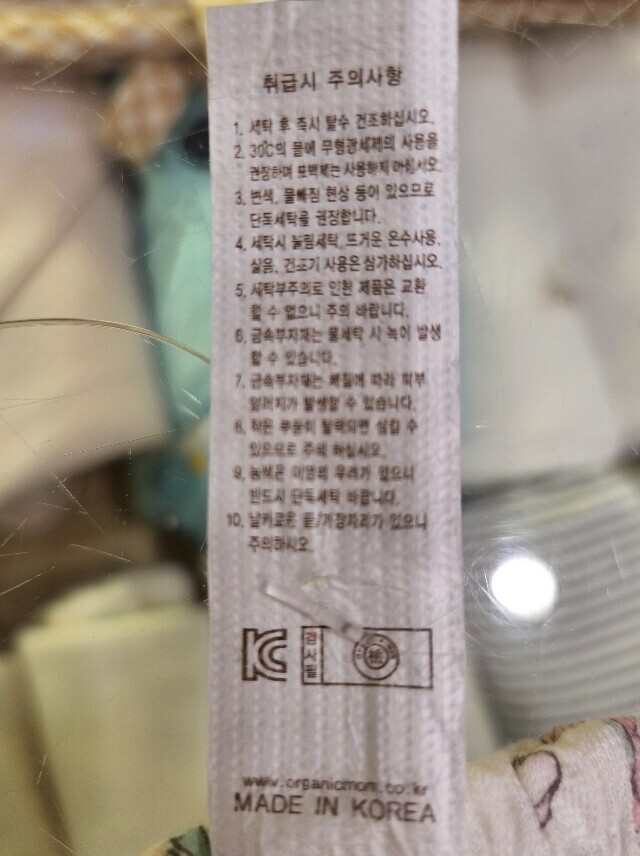 취급시 주의사항
1. 세탁 후 즉시 탈수 건조하십시오.
2. 30℃의 물에 무형광세제의 사용을
권장하며 표백제는 사용하지 마십시오.
3. 변색, 물빠짐 현상 등이 있으므로
단독세탁을 권장합니다.
4. 세탁시 눌림세탁, 뜨거운 온수사용,
삶음, 건조기 사용은 삼가하십시오.
5. 세탁부주의로 인한 제품은 교환
할 수 없으니 주의 바랍니다.
6. 금속부자재는 물세탁 시 녹이 발생
할 수 있습니다.
7. 금속부자재는 체질에 따라 피부
알러지가 발생할 수 있습니다.
8. 작은 부품이 탈락되면 삼킬 수
있으므로 주의 하십시오.
9. 농색은 이염의 우려가 있으니
반드시 단독세탁 바랍니다.
10. 날카로운 끝/가장자리가 있으니
주의하시오.
KC 검사필
www.organicmom.co.kr
MADE IN KOREA